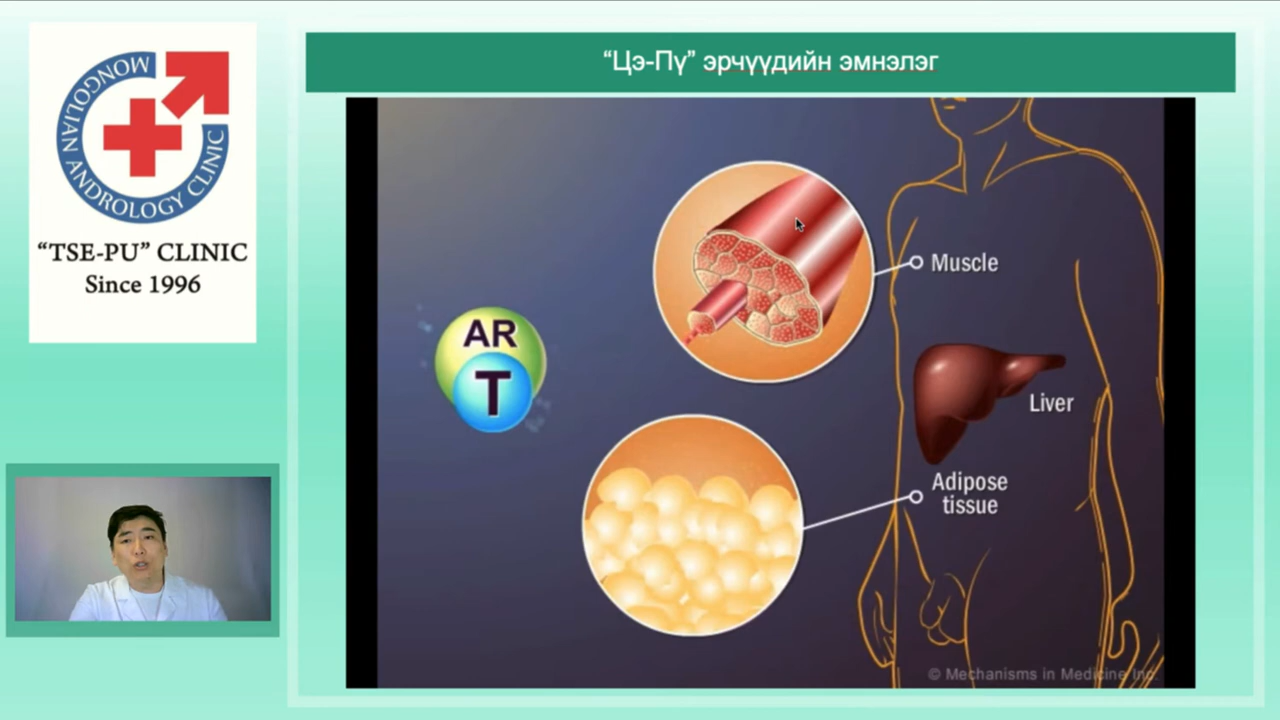 “Цэ-Пү” эрчүүдийн эмнэлэг
MONGOLIAN ANDROLOGY CLINIC
“TSE-PU” CLINIC
Since 1996
AR
T
Muscle
Liver
Adipose
tissue
© Mechanisms in Medicine Inc.